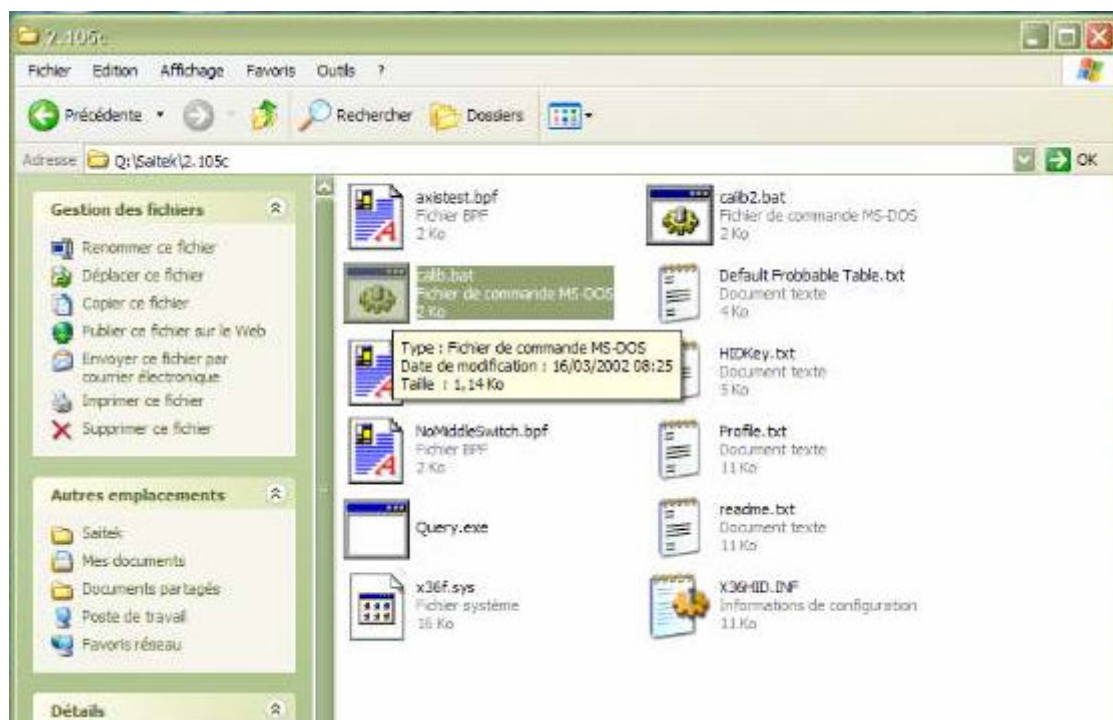 2.105c
Fichier Edition Affichage Favoris Outils ?
Précédente Rechercher Dossiers
Adresse Q:\Saitek\2.105c OK
Gestion des fichiers
Renommer ce fichier
Déplacer ce fichier
Copier ce fichier
Publier ce fichier sur le Web
Envoyer ce fichier par
courrier électronique
Imprimer ce fichier
Supprimer ce fichier
Autres emplacements
Saitek
Mes documents
Documents partagés
Poste de travail
Favoris réseau
Détails
axistest.bpf
Fichier BPF
2 Ko
calib2.bat
Fichier de commande MS-DOS
2 Ko
calib.bat
Fichier de commande MS-DOS
2 Ko
Default Frobbable Table.txt
Document texte
4 Ko
Type : Fichier de commande MS-DOS
Date de modification : 16/03/2002 08:25
Taille : 1,14 Ko
HIDKey.txt
Document texte
5 Ko
NoMiddleSwitch.bpf
Fichier BPF
2 Ko
Profile.txt
Document texte
11 Ko
Query.exe
readme.txt
Document texte
11 Ko
x36f.sys
Fichier système
16 Ko
X36HID.INF
Informations de configuration
11 Ko